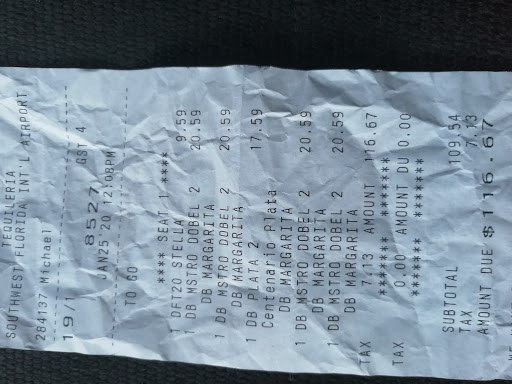 TEQUILERIA
SOUTHWEST FLORIDA INT'L AIRPORT
284137 Michael
19/1 8527 GST 4
JAN25'20 12:08PM
TO GO
**** SEAT 1 ****
1 DFT20 STELLA 9.59
1 DB MSTRO DOBEL 2 20.59
DB MARGARITA
1 DB MSTRO DOBEL 2 20.59
DB MARGARITA
1 DB PLATA 2 17.59
Centenario Plata
DB MARGARITA
1 DB MSTRO DOBEL 2 20.59
DB MARGARITA
1 DB MSTRO DOBEL 2 20.59
DB MARGARITA
TAX 7.13 AMOUNT 116.67
******* *******
TAX 0.00 AMOUNT DU 0.00
******* *******
SUBTOTAL 109.54
TAX 7.13
AMOUNT DUE $116.67